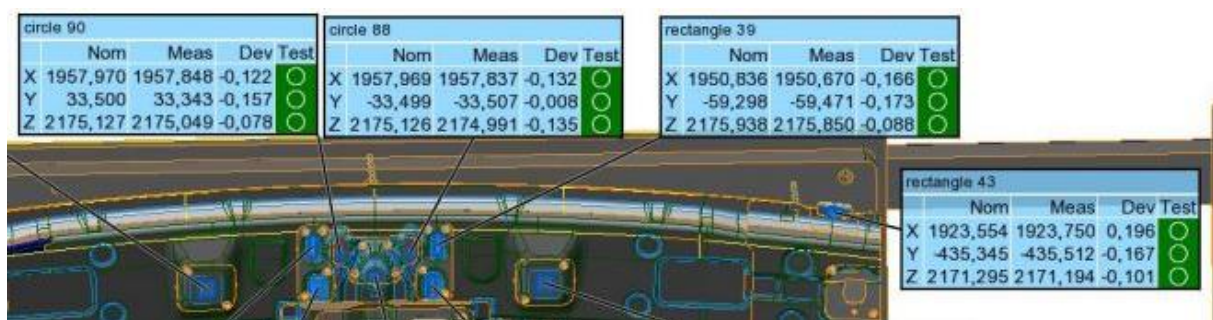 circle 90
Nom Meas Dev Test
X 1957,970 1957,848 -0,122
Y 33,500 33,343 -0,157
Z 2175,127 2175,049 -0,078
circle 88
Nom Meas Dev Test
X 1957,969 1957,837 -0,132
Y -33,499 -33,507 -0,008
Z 2175,126 2174,991 -0,135
rectangle 39
Nom Meas Dev Test
X 1950,836 1950,670 -0,166
Y -59,298 -59,471 -0,173
Z 2175,938 2175,850 -0,088
rectangle 43
Nom Meas Dev Test
X 1923,554 1923,750 0,196
Y -435,345 -435,512 -0,167
Z 2171,295 2171,194 -0,101